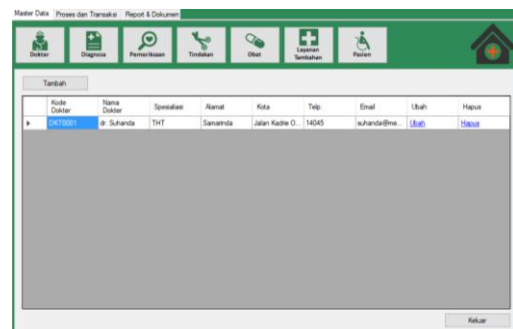 Master Data Proses dan Transaksi Report & Dokumen
Dokter Diagnosa Pemeriksaan Tindakan Obat Layanan Tambahan Pasien
Tambah
Kode Dokter Nama Dokter Spesialiasi Alamat Kota Telp. Email Ubah Hapus
DKT0001 dr. Suhanda THT Samarinda Jalan Kadrie O... 14045 suhanda@me... Ubah Hapus
Keluar